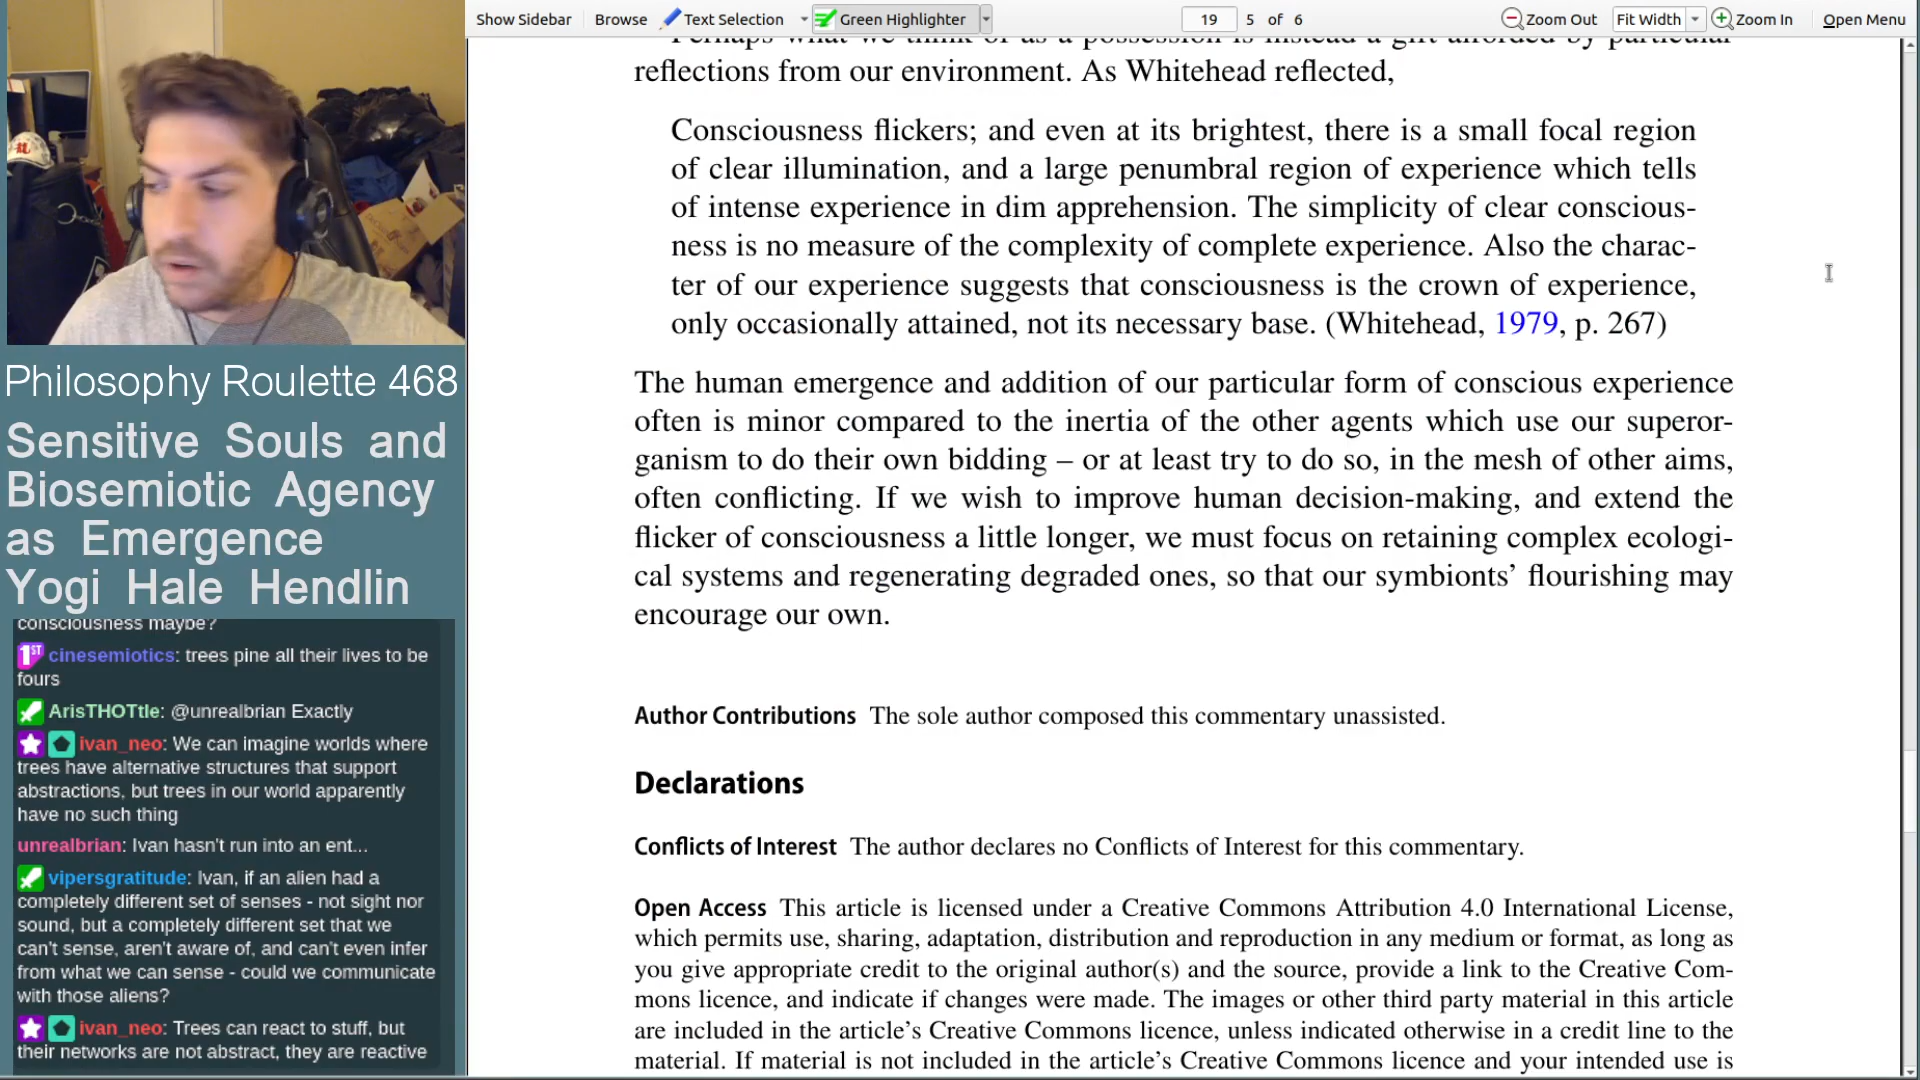 Show Sidebar Browse Text Selection Green Highlighter 19 5 of 6 Zoom Out Fit Width Zoom In Open Menu
Perhaps what we think of as a possession is instead a gift afforded by particular
reflections from our environment. As Whitehead reflected,
Consciousness flickers; and even at its brightest, there is a small focal region
of clear illumination, and a large penumbral region of experience which tells
of intense experience in dim apprehension. The simplicity of clear conscious-
ness is no measure of the complexity of complete experience. Also the charac-
ter of our experience suggests that consciousness is the crown of experience,
only occasionally attained, not its necessary base. (Whitehead, 1979, p. 267)
The human emergence and addition of our particular form of conscious experience
often is minor compared to the inertia of the other agents which use our superor-
ganism to do their own bidding – or at least try to do so, in the mesh of other aims,
often conflicting. If we wish to improve human decision-making, and extend the
flicker of consciousness a little longer, we must focus on retaining complex ecologi-
cal systems and regenerating degraded ones, so that our symbionts’ flourishing may
encourage our own.
Author Contributions The sole author composed this commentary unassisted.
Declarations
Conflicts of Interest The author declares no Conflicts of Interest for this commentary.
Open Access This article is licensed under a Creative Commons Attribution 4.0 International License,
which permits use, sharing, adaptation, distribution and reproduction in any medium or format, as long as
you give appropriate credit to the original author(s) and the source, provide a link to the Creative Com-
mons licence, and indicate if changes were made. The images or other third party material in this article
are included in the article's Creative Commons licence, unless indicated otherwise in a credit line to the
material. If material is not included in the article's Creative Commons licence and your intended use is
Philosophy Roulette 468
Sensitive Souls and
Biosemiotic Agency
as Emergence
Yogi Hale Hendlin
consciousness maybe?
1ST cinesemiotics: trees pine all their lives to be
fours
ArisTHOTtle: @unrealbrian Exactly
ivan_neo: We can imagine worlds where
trees have alternative structures that support
abstractions, but trees in our world apparently
have no such thing
unrealbrian: Ivan hasn't run into an ent...
vipersgratitude: Ivan, if an alien had a
completely different set of senses - not sight nor
sound, but a completely different set that we
can't sense, aren't aware of, and can't even infer
from what we can sense - could we communicate
with those aliens?
ivan_neo: Trees can react to stuff, but
their networks are not abstract, they are reactive